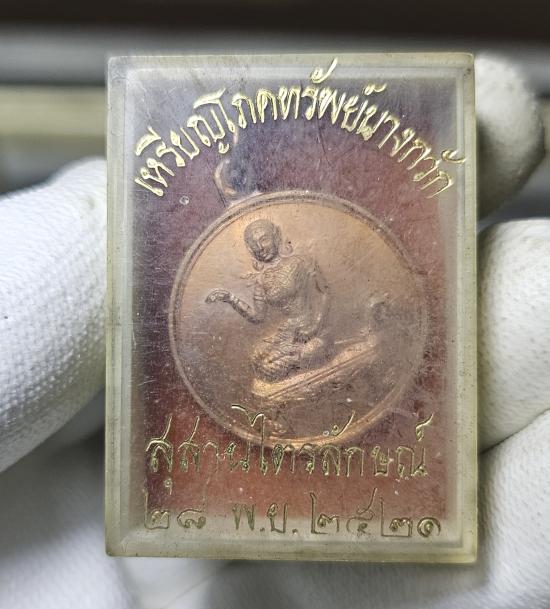 เหรียญโภคทรัพย์นางกวัก
สุสานไตรลักษณ์
๒๘ พ.ย. ๒๕๒๑